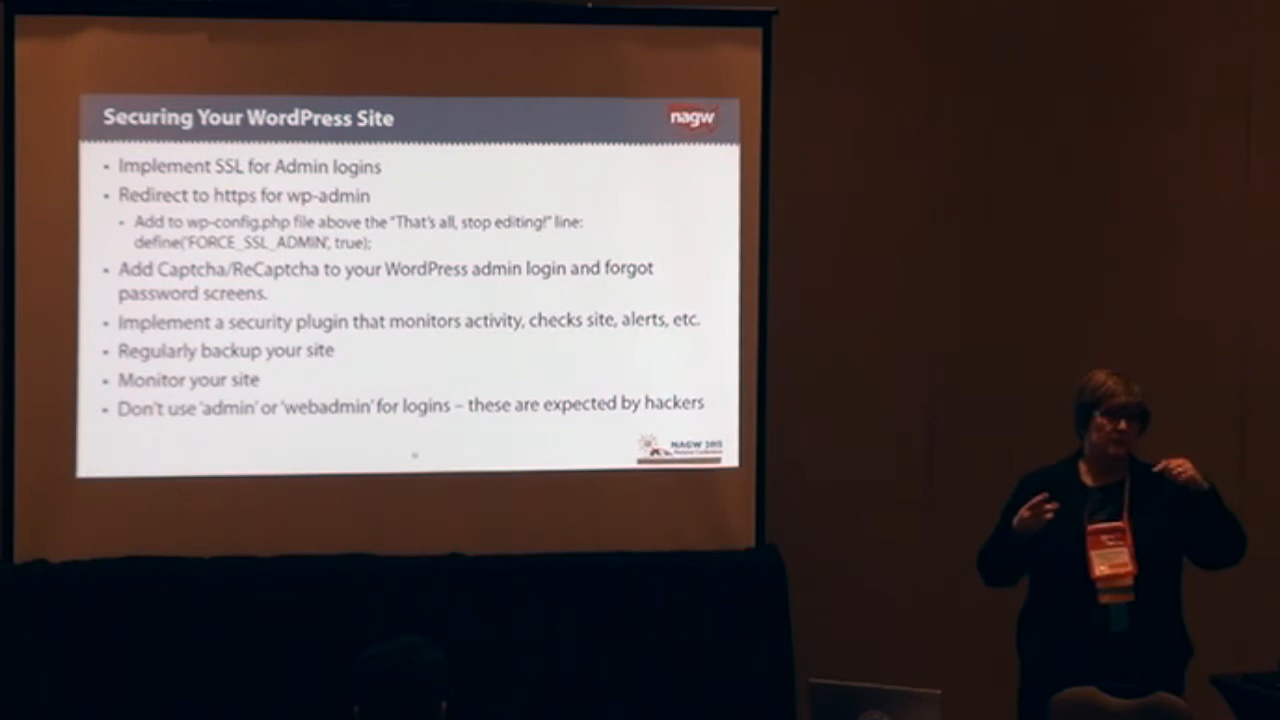 Securing Your WordPress Site
nagw
• Implement SSL for Admin logins
• Redirect to https for wp-admin
• Add to wp-config.php file above the "That's all, stop editing!" line:
define('FORCE_SSL_ADMIN', true);
• Add Captcha/ReCaptcha to your WordPress admin login and forgot
password screens.
• Implement a security plugin that monitors activity, checks site, alerts, etc.
• Regularly backup your site
• Monitor your site
• Don't use 'admin' or 'webadmin' for logins – these are expected by hackers
NAGW 2015